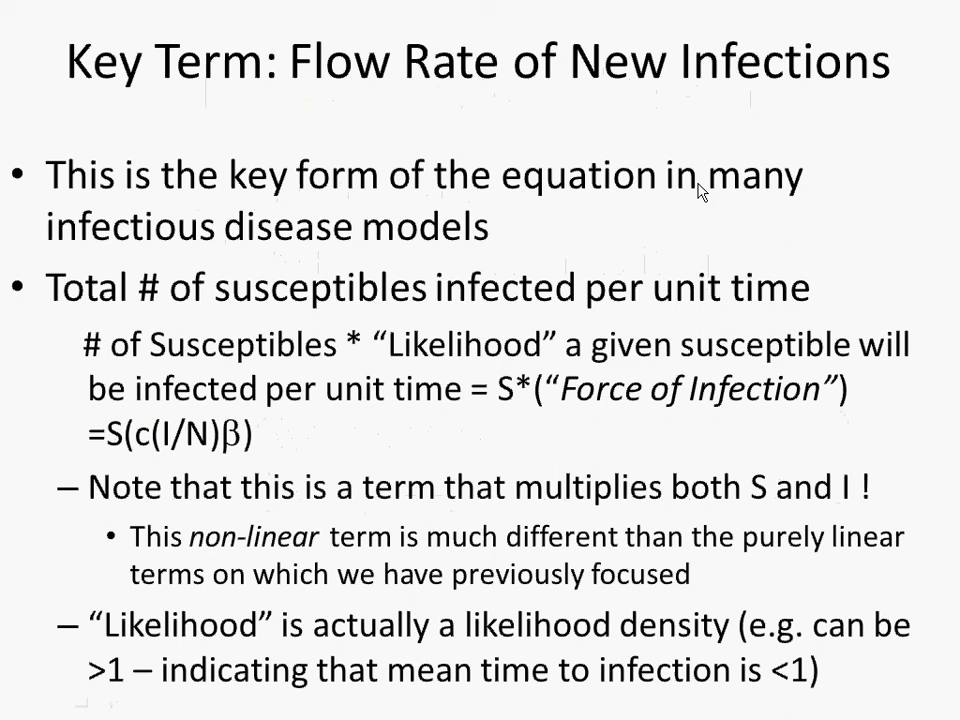 Key Term: Flow Rate of New Infections
• This is the key form of the equation in many
infectious disease models
• Total # of susceptibles infected per unit time
# of Susceptibles * “Likelihood” a given susceptible will
be infected per unit time = S*(“Force of Infection”)
=S(c(I/N)β)
– Note that this is a term that multiplies both S and I !
• This non-linear term is much different than the purely linear
terms on which we have previously focused
– “Likelihood” is actually a likelihood density (e.g. can be
>1 – indicating that mean time to infection is <1)